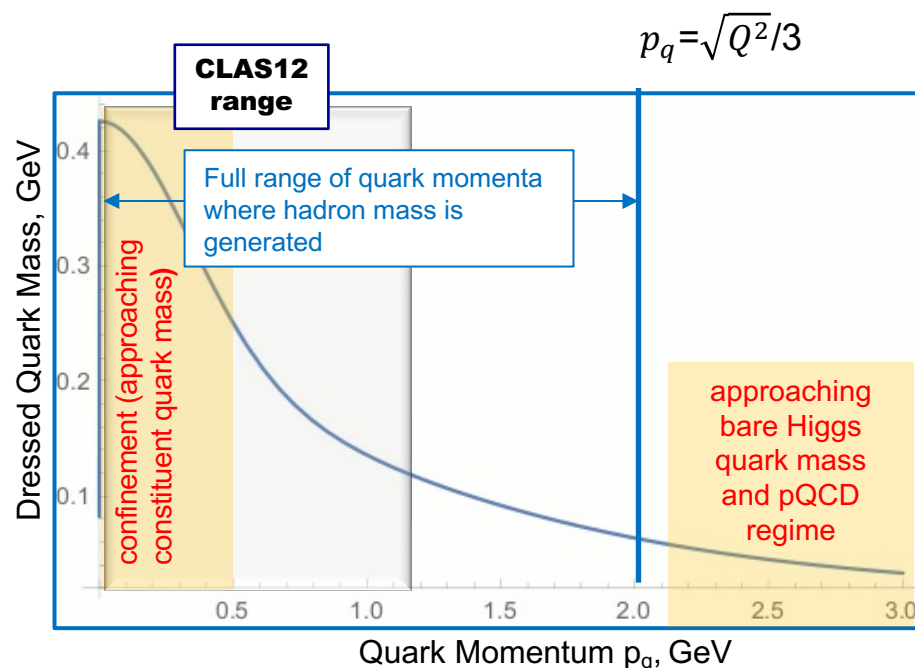 p_q=√Q²/3
CLAS12
range
Full range of quark momenta
where hadron mass is
generated
Dressed Quark Mass, GeV
0.4
0.3
0.2
0.1
confinement (approaching
constituent quark mass)
approaching
bare Higgs
quark mass
and pQCD
regime
0.5
1.0
1.5
2.0
2.5
3.0
Quark Momentum p_q, GeV